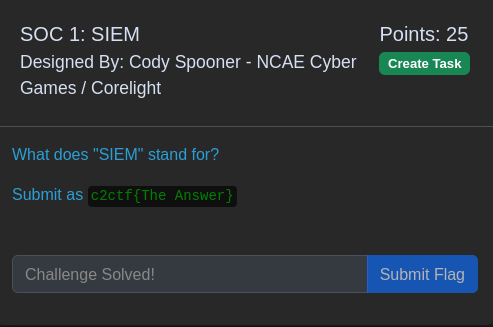 SOC 1: SIEM
Points: 25
Designed By: Cody Spooner - NCAE Cyber
Games / Corelight
Create Task
What does "SIEM" stand for?
Submit as c2ctf{The Answer}
Challenge Solved!
Submit Flag